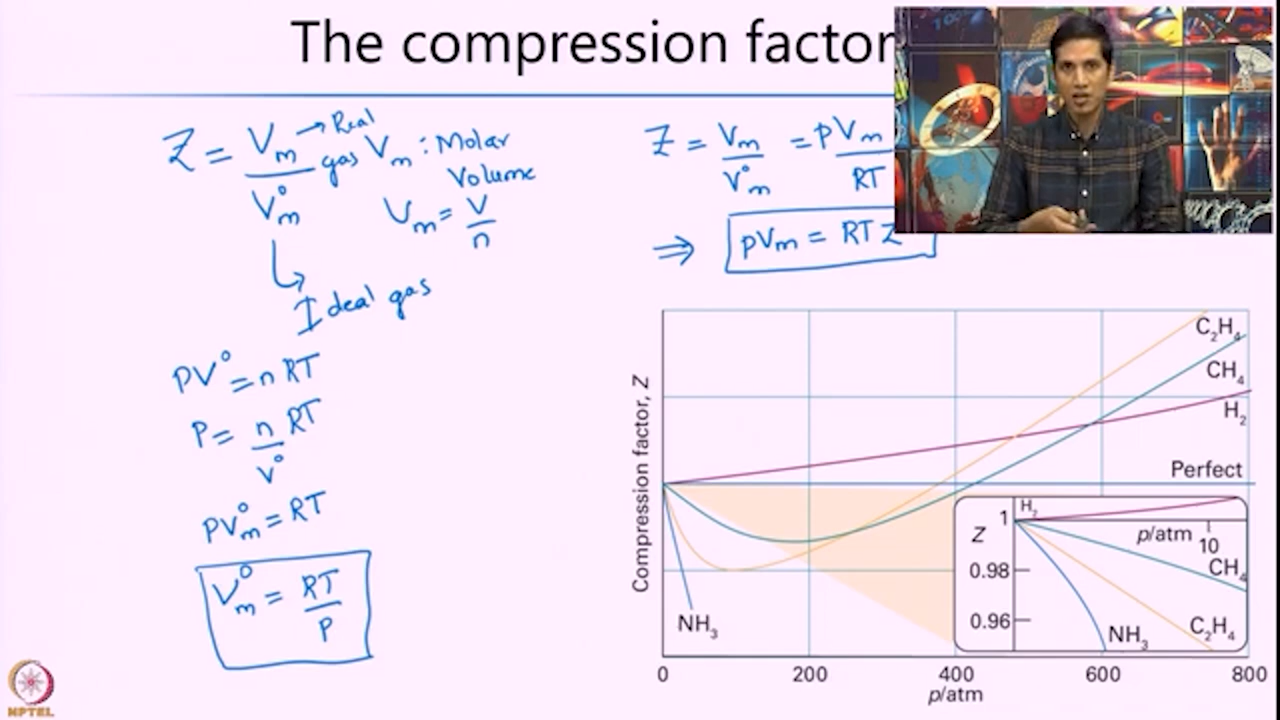 The compression factor
Z = Vm → Real gas
V°m
↳ Ideal gas
Vm : Molar Volume
Vm = V/n
PV° = nRT
P = n/V° RT
PV°m = RT
V°m = RT/P
Z = Vm/V°m = PVm/RT
⇒ pVm = RTZ
Compression factor, Z
C₂H₄
CH₄
H₂
Perfect
NH₃
H₂
1
Z
p/atm
10
0.98
CH₄
0.96
NH₃
C₂H₄
0 200 400 600 800
p/atm
NPTEL